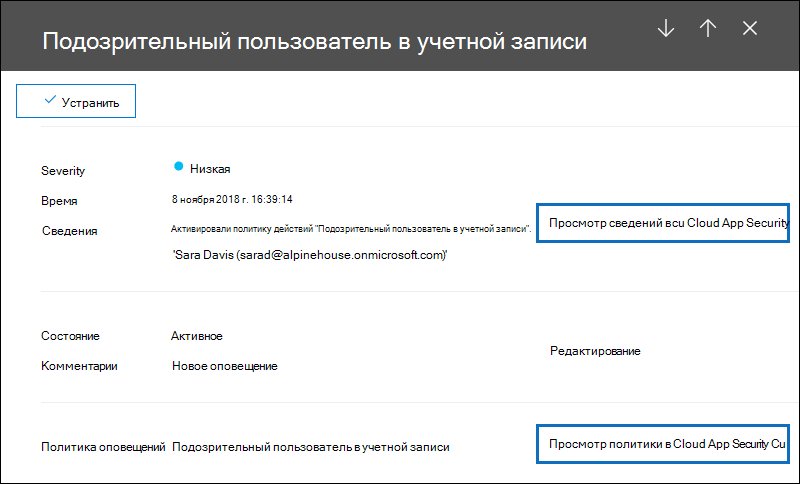 Подозрительный пользователь в учетной записи
Устранить
Severity Низкая
Время 8 ноября 2018 г. 16:39:14
Сведения Активировали политику действий "Подозрительный пользователь в учетной записи". Просмотр сведений всu Cloud App Security
'Sara Davis (sarad@alpinehouse.onmicrosoft.com)'
Состояние Активное
Редактирование
Комментарии Новое оповещение
Политика оповещений Подозрительный пользователь в учетной записи Просмотр политики в Cloud App Security Cu